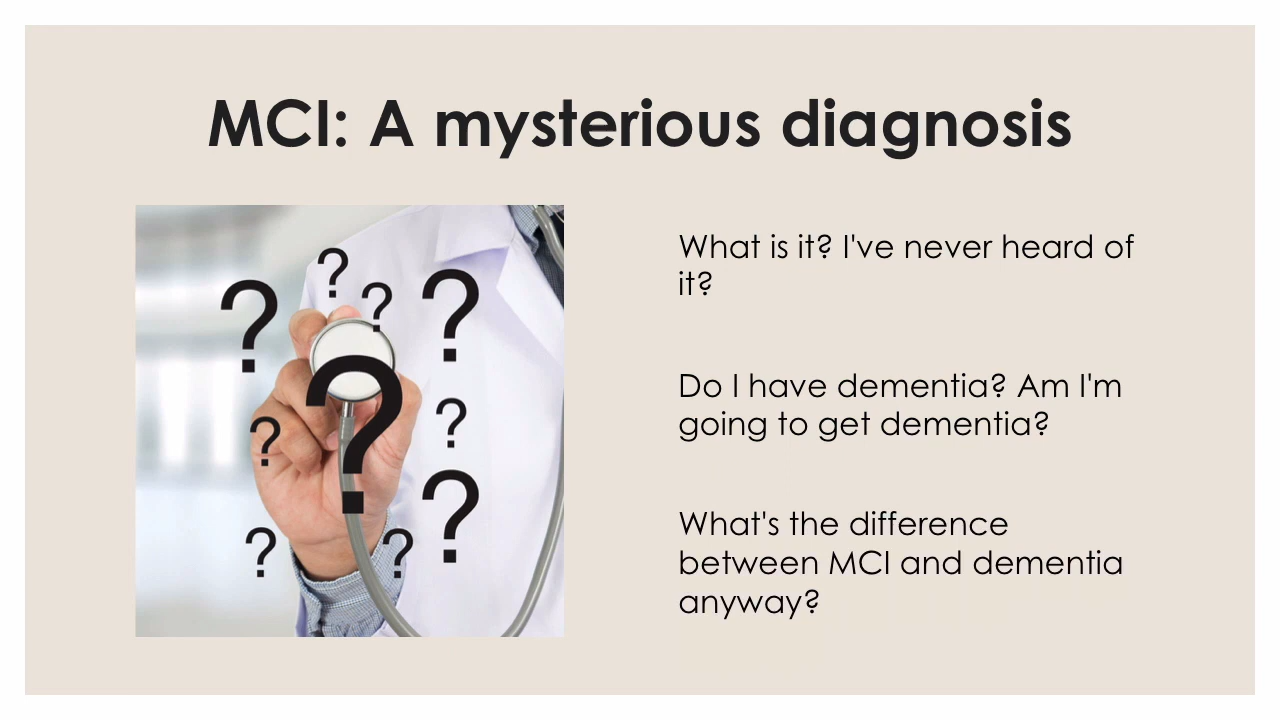 MCI: A mysterious diagnosis
? ? ? ?
?
? ?
?
? ?
What is it? I've never heard of
it?
Do I have dementia? Am I'm
going to get dementia?
What's the difference
between MCI and dementia
anyway?